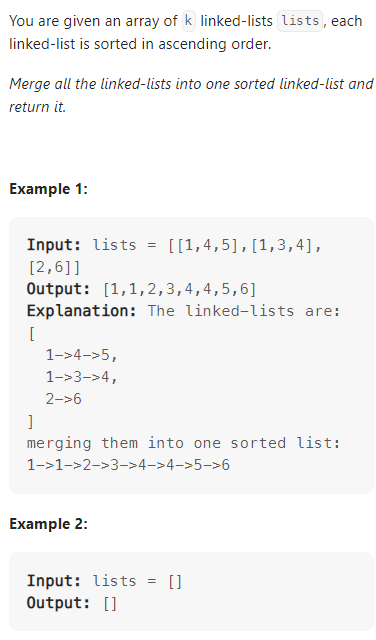 You are given an array of k linked-lists lists, each
linked-list is sorted in ascending order.
Merge all the linked-lists into one sorted linked-list and
return it.
Example 1:
Input: lists = [[1,4,5],[1,3,4],
[2,6]]
Output: [1,1,2,3,4,4,5,6]
Explanation: The linked-lists are:
[
  1->4->5,
  1->3->4,
  2->6
]
merging them into one sorted list:
1->1->2->3->4->4->5->6
Example 2:
Input: lists = []
Output: []